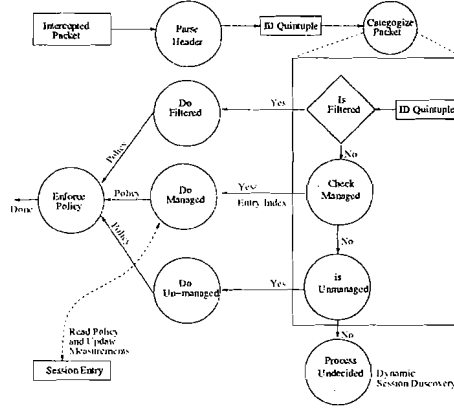 Intercepted
Packet
Parse
Header
ID Quintuple
Categogize
Packet
Do
Filtered
Yes
Is
Filtered
ID Quintuple
Policy
No
Enforce
Policy
Done
Policy
Do
Managed
Yes/
Entry Index
Check
Managed
Policy
No
Do
Un-managed
Yes
is
Unmanaged
Read Policy
and Update
Measurements
No
Session Entry
Process
Undecided
Dynamic
Session Duscovery